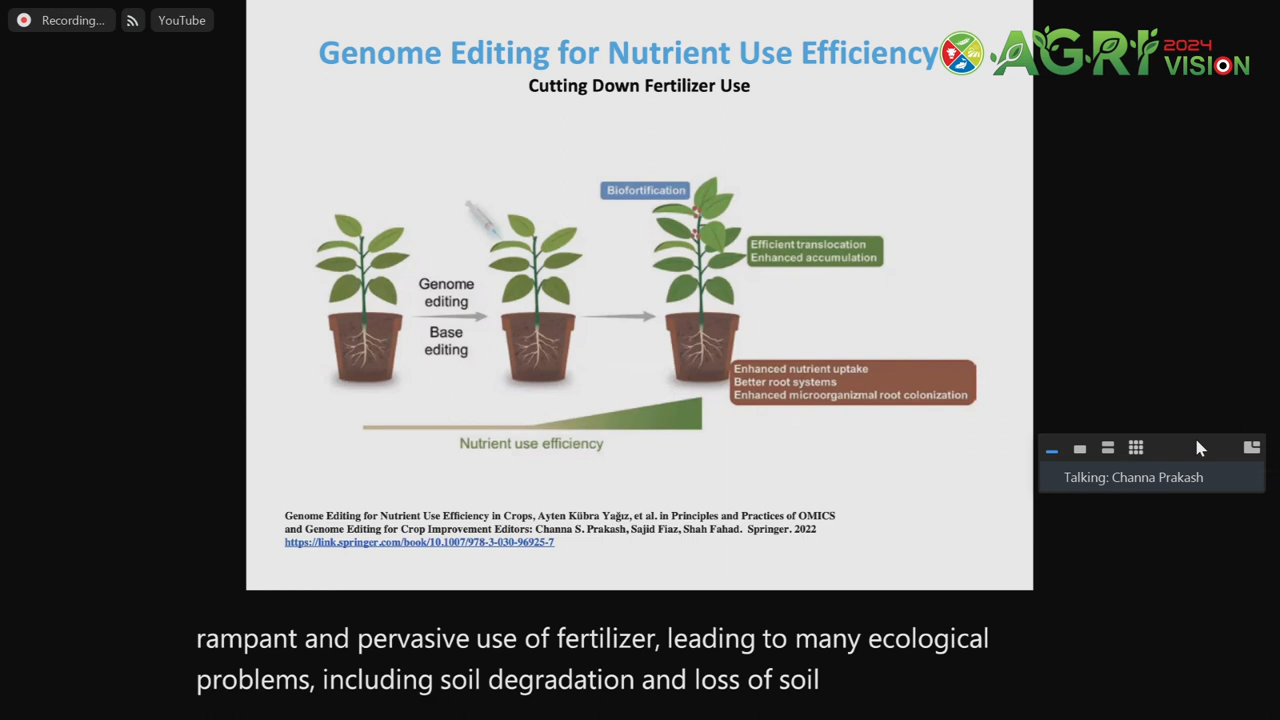 Recording...
YouTube
Genome Editing for Nutrient Use Efficiency
AGRI 2024 VISION
Cutting Down Fertilizer Use
Biofortification
Efficient translocation
Enhanced accumulation
Genome
editing
Base
editing
Enhanced nutrient uptake
Better root systems
Enhanced microorganizmal root colonization
Nutrient use efficiency
Talking: Channa Prakash
Genome Editing for Nutrient Use Efficiency in Crops, Ayten Kübra Yağız, et al. in Principles and Practices of OMICS
and Genome Editing for Crop Improvement Editors: Channa S. Prakash, Sajid Fiaz, Shah Fahad. Springer. 2022
https://link.springer.com/book/10.1007/978-3-030-96925-7
rampant and pervasive use of fertilizer, leading to many ecological
problems, including soil degradation and loss of soil